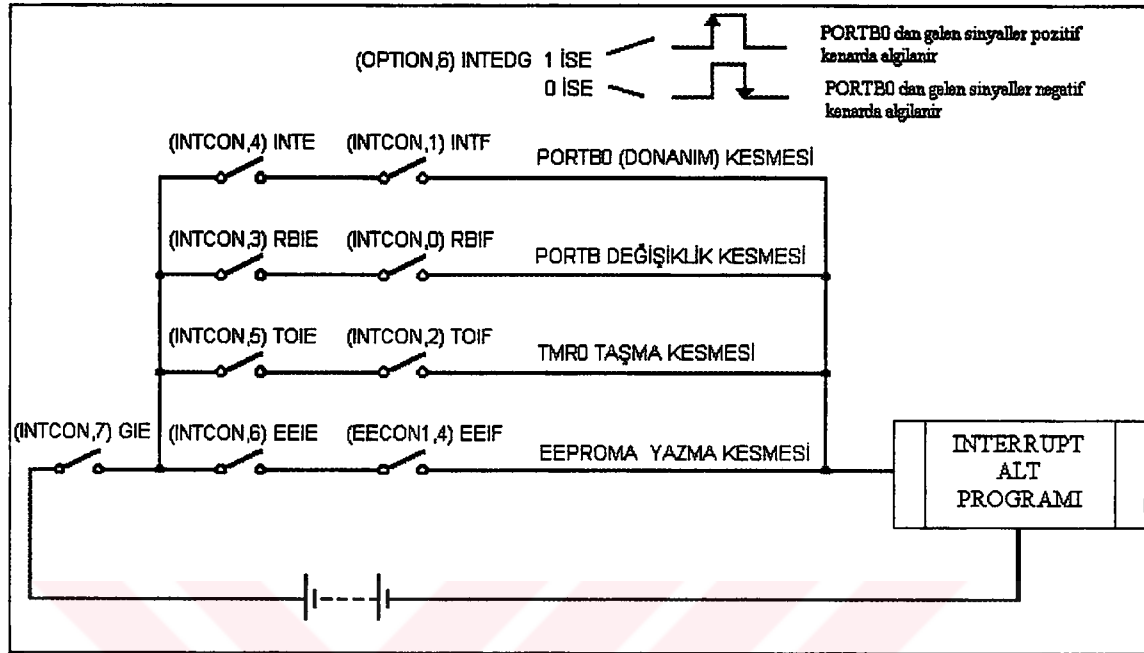 (OPTION,6) INTEDG 1 İSE
0 İSE
PORTB0 dan gelen sinyaller pozitif
kenarda algilanir
PORTB0 dan gelen sinyaller negatif
kenarda algilanir
(INTCON,4) INTE (INTCON,1) INTF PORTB0 (DONANIM) KESMESİ
(INTCON,3) RBIE (INTCON,0) RBIF PORTB DEĞİŞİKLİK KESMESİ
(INTCON,5) TOIE (INTCON,2) TOIF TMR0 TAŞMA KESMESİ
(INTCON,7) GIE (INTCON,6) EEIE (EECON1,4) EEIF EEPROMA YAZMA KESMESİ
INTERRUPT
ALT
PROGRAMI